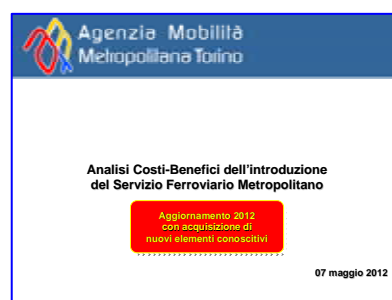 Agenzia Mobilità
Metropolitana Torino
Analisi Costi-Benefici dell'introduzione
del Servizio Ferroviario Metropolitano
Aggiornamento 2012
con acquisizione di
nuovi elementi conoscitivi
07 maggio 2012